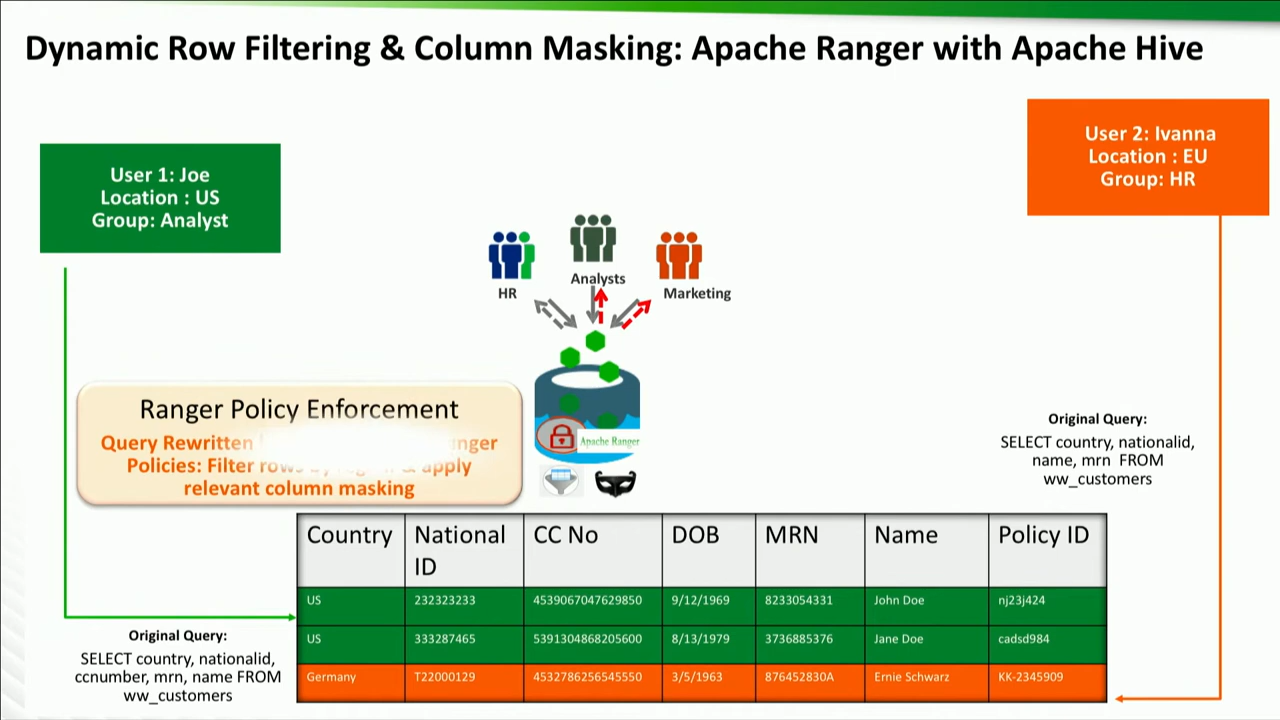 Dynamic Row Filtering & Column Masking: Apache Ranger with Apache Hive
User 1: Joe
Location : US
Group: Analyst
User 2: Ivanna
Location : EU
Group: HR
HR
Analysts
Marketing
Apache Ranger
Ranger Policy Enforcement
Query Rewritten
Policies: Filter rows & apply
relevant column masking
Original Query:
SELECT country, nationalid,
name, mrn FROM
ww_customers
Country National ID CC No DOB MRN Name Policy ID
US 232323233 4539067047629850 9/12/1969 8233054331 John Doe nj23j424
US 333287465 5391304868205600 8/13/1979 3736885376 Jane Doe cadsd984
Germany T22000129 4532786256545550 3/5/1963 876452830A Ernie Schwarz KK-2345909
Original Query:
SELECT country, nationalid,
ccnumber, mrn, name FROM
ww_customers